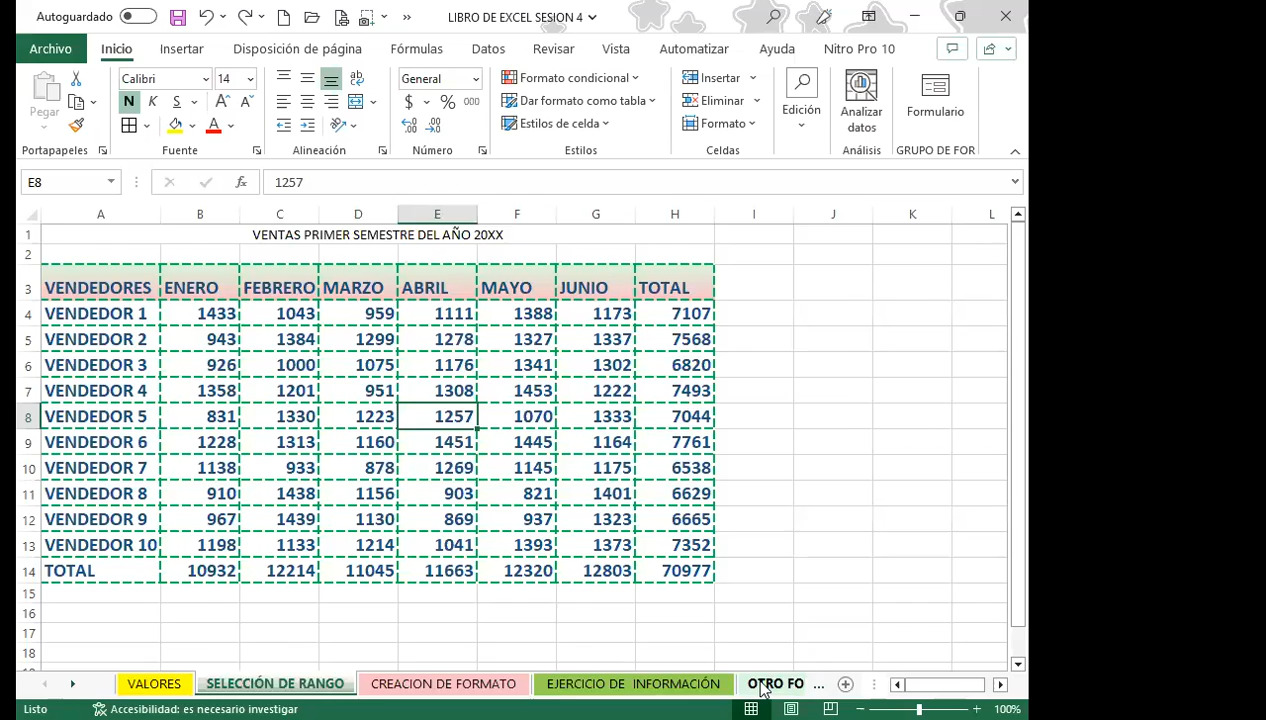 Autoguardado LIBRO DE EXCEL SESION 4
Archivo Inicio Insertar Disposición de página Fórmulas Datos Revisar Vista Automatizar Ayuda Nitro Pro 10
Pegar Calibri 14 General Formato condicional Insertar Edición Analizar datos Formulario
N K S $ % 000 Dar formato como tabla Eliminar
Estilos de celda Formato
Portapapeles Fuente Alineación Número Estilos Celdas Análisis GRUPO DE FOR
E8 fx 1257
A B C D E F G H I J K L
1 VENTAS PRIMER SEMESTRE DEL AÑO 20XX
2
3 VENDEDORES ENERO FEBRERO MARZO ABRIL MAYO JUNIO TOTAL
4 VENDEDOR 1 1433 1043 959 1111 1388 1173 7107
5 VENDEDOR 2 943 1384 1299 1278 1327 1337 7568
6 VENDEDOR 3 926 1000 1075 1176 1341 1302 6820
7 VENDEDOR 4 1358 1201 951 1308 1453 1222 7493
8 VENDEDOR 5 831 1330 1223 1257 1070 1333 7044
9 VENDEDOR 6 1228 1313 1160 1451 1445 1164 7761
10 VENDEDOR 7 1138 933 878 1269 1145 1175 6538
11 VENDEDOR 8 910 1438 1156 903 821 1401 6629
12 VENDEDOR 9 967 1439 1130 869 937 1323 6665
13 VENDEDOR 10 1198 1133 1214 1041 1393 1373 7352
14 TOTAL 10932 12214 11045 11663 12320 12803 70977
15
16
17
18
VALORES SELECCIÓN DE RANGO CREACION DE FORMATO EJERCICIO DE INFORMACIÓN OTRO FO ...
Listo Accesibilidad: es necesario investigar 100%